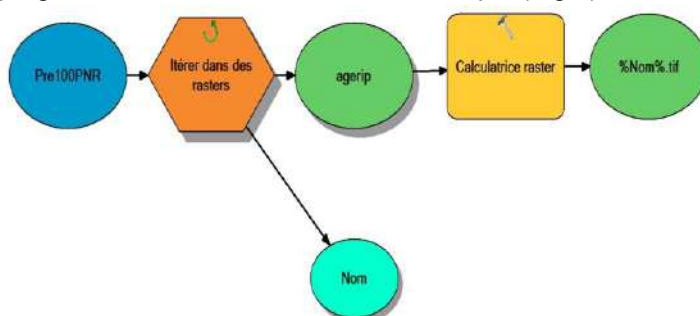 Pre100PNR
Itérer dans des
rasters
agerip
Calculatrice raster
%Nom%.tif
Nom